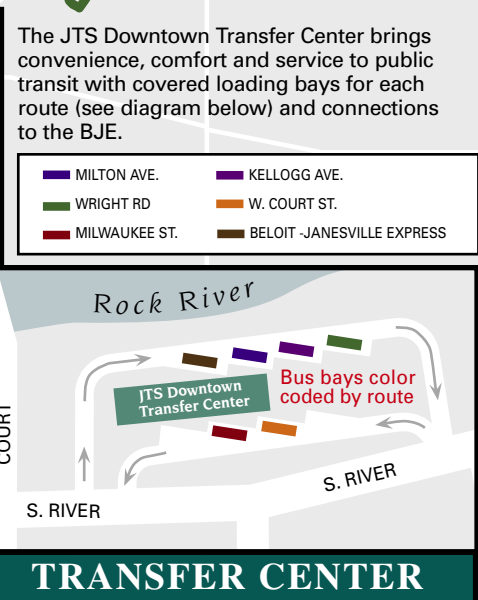 The JTS Downtown Transfer Center brings
convenience, comfort and service to public
transit with covered loading bays for each
route (see diagram below) and connections
to the BJE.
MILTON AVE.
KELLOGG AVE.
WRIGHT RD
W. COURT ST.
MILWAUKEE ST.
BELOIT -JANESVILLE EXPRESS
Rock River
JTS Downtown
Transfer Center
Bus bays color
coded by route
COURT
S. RIVER
S. RIVER
TRANSFER CENTER